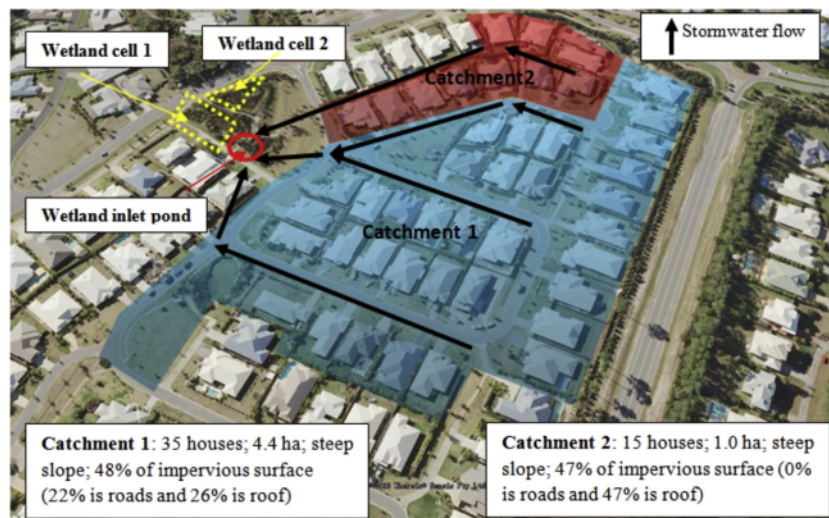 Wetland cell 1
Wetland cell 2
Stormwater flow
Catchment2
Wetland inlet pond
Catchment 1
Catchment 1: 35 houses; 4.4 ha; steep
slope; 48% of impervious surface
(22% is roads and 26% is roof)
Catchment 2: 15 houses; 1.0 ha; steep
slope; 47% of impervious surface (0%
is roads and 47% is roof)